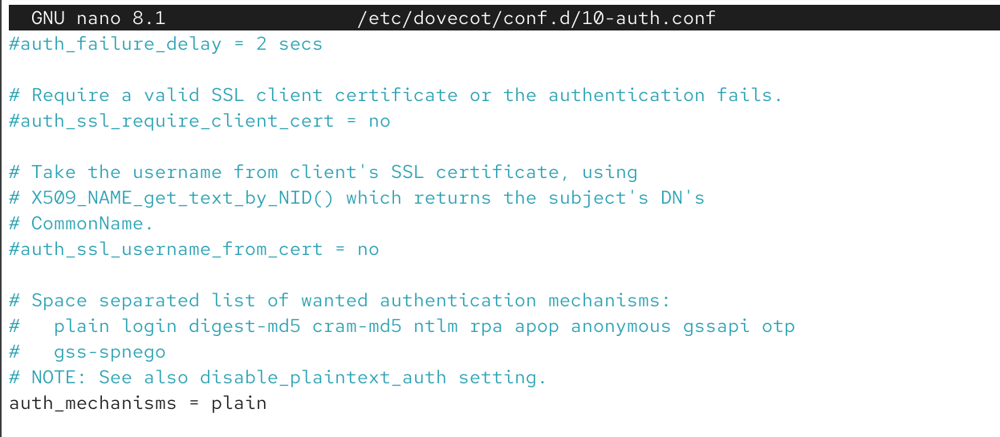 GNU nano 8.1 /etc/dovecot/conf.d/10-auth.conf
#auth_failure_delay = 2 secs
# Require a valid SSL client certificate or the authentication fails.
#auth_ssl_require_client_cert = no
# Take the username from client's SSL certificate, using
# X509_NAME_get_text_by_NID() which returns the subject's DN's
# CommonName.
#auth_ssl_username_from_cert = no
# Space separated list of wanted authentication mechanisms:
#   plain login digest-md5 cram-md5 ntlm rpa apop anonymous gssapi otp
#   gss-spnego
# NOTE: See also disable_plaintext_auth setting.
auth_mechanisms = plain